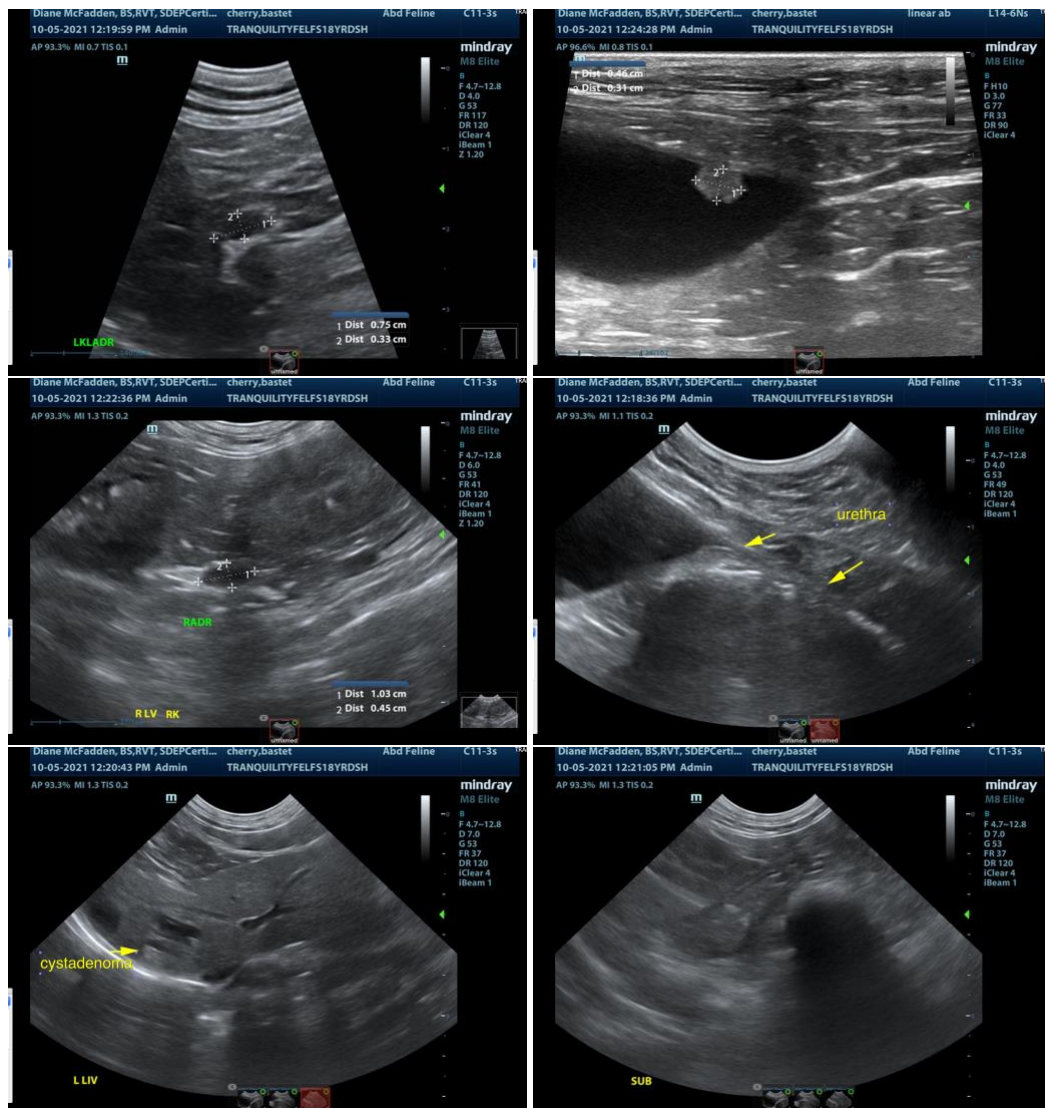 Diane McFadden, BS,RVT, SDEPCerti... cherry,bastet Abd Feline C11-3s
10-05-2021 12:19:59 PM Admin TRANQUILITYFELFS18YRDSH
AP 93.3% MI 0.7 TIS 0.1
mindray
M8 Elite
m
B
F 4.7~12.8
D 4.0
G 53
FR 117
DR 120
iClear 4
iBeam 1
Z 1.20
2
1
1 Dist 0.75 cm
2 Dist 0.33 cm
LKLADR
Diane McFadden, BS,RVT, SDEPCerti... cherry,bastet linear ab L14-6Ns
10-05-2021 12:24:28 PM Admin TRANQUILITYFELFS18YRDSH
AP 96.6% MI 0.8 TIS 0.1
mindray
M8 Elite
1 Dist 0.46 cm
2 Dist 0.31 cm
B
F H10
D 3.0
G 77
FR 33
DR 90
iClear 4
2
1
Diane McFadden, BS,RVT, SDEPCerti... cherry,bastet Abd Feline C11-3s
10-05-2021 12:22:36 PM Admin TRANQUILITYFELFS18YRDSH
AP 93.3% MI 1.3 TIS 0.2
mindray
M8 Elite
m
B
F 4.7~12.8
D 6.0
G 53
FR 41
DR 120
iClear 4
iBeam 1
Z 1.20
2
1
RADR
1 Dist 1.03 cm
2 Dist 0.45 cm
R LV RK
Diane McFadden, BS,RVT, SDEPCerti... cherry,bastet Abd Feline C11-3s
10-05-2021 12:18:36 PM Admin TRANQUILITYFELFS18YRDSH
AP 93.3% MI 1.1 TIS 0.2
mindray
M8 Elite
m
B
F 4.7~12.8
D 4.0
G 53
FR 49
DR 120
iClear 4
iBeam 1
urethra
Diane McFadden, BS,RVT, SDEPCerti... cherry,bastet Abd Feline C11-3s
10-05-2021 12:20:43 PM Admin TRANQUILITYFELFS18YRDSH
AP 93.3% MI 1.3 TIS 0.2
mindray
M8 Elite
m
B
F 4.7~12.8
D 7.0
G 53
FR 37
DR 120
iClear 4
iBeam 1
cystadenoma
L LIV
Diane McFadden, BS,RVT, SDEPCerti... cherry,bastet Abd Feline C11-3s
10-05-2021 12:21:05 PM Admin TRANQUILITYFELFS18YRDSH
AP 93.3% MI 1.3 TIS 0.2
mindray
M8 Elite
m
B
F 4.7~12.8
D 7.0
G 53
FR 37
DR 120
iClear 4
iBeam 1
SUB